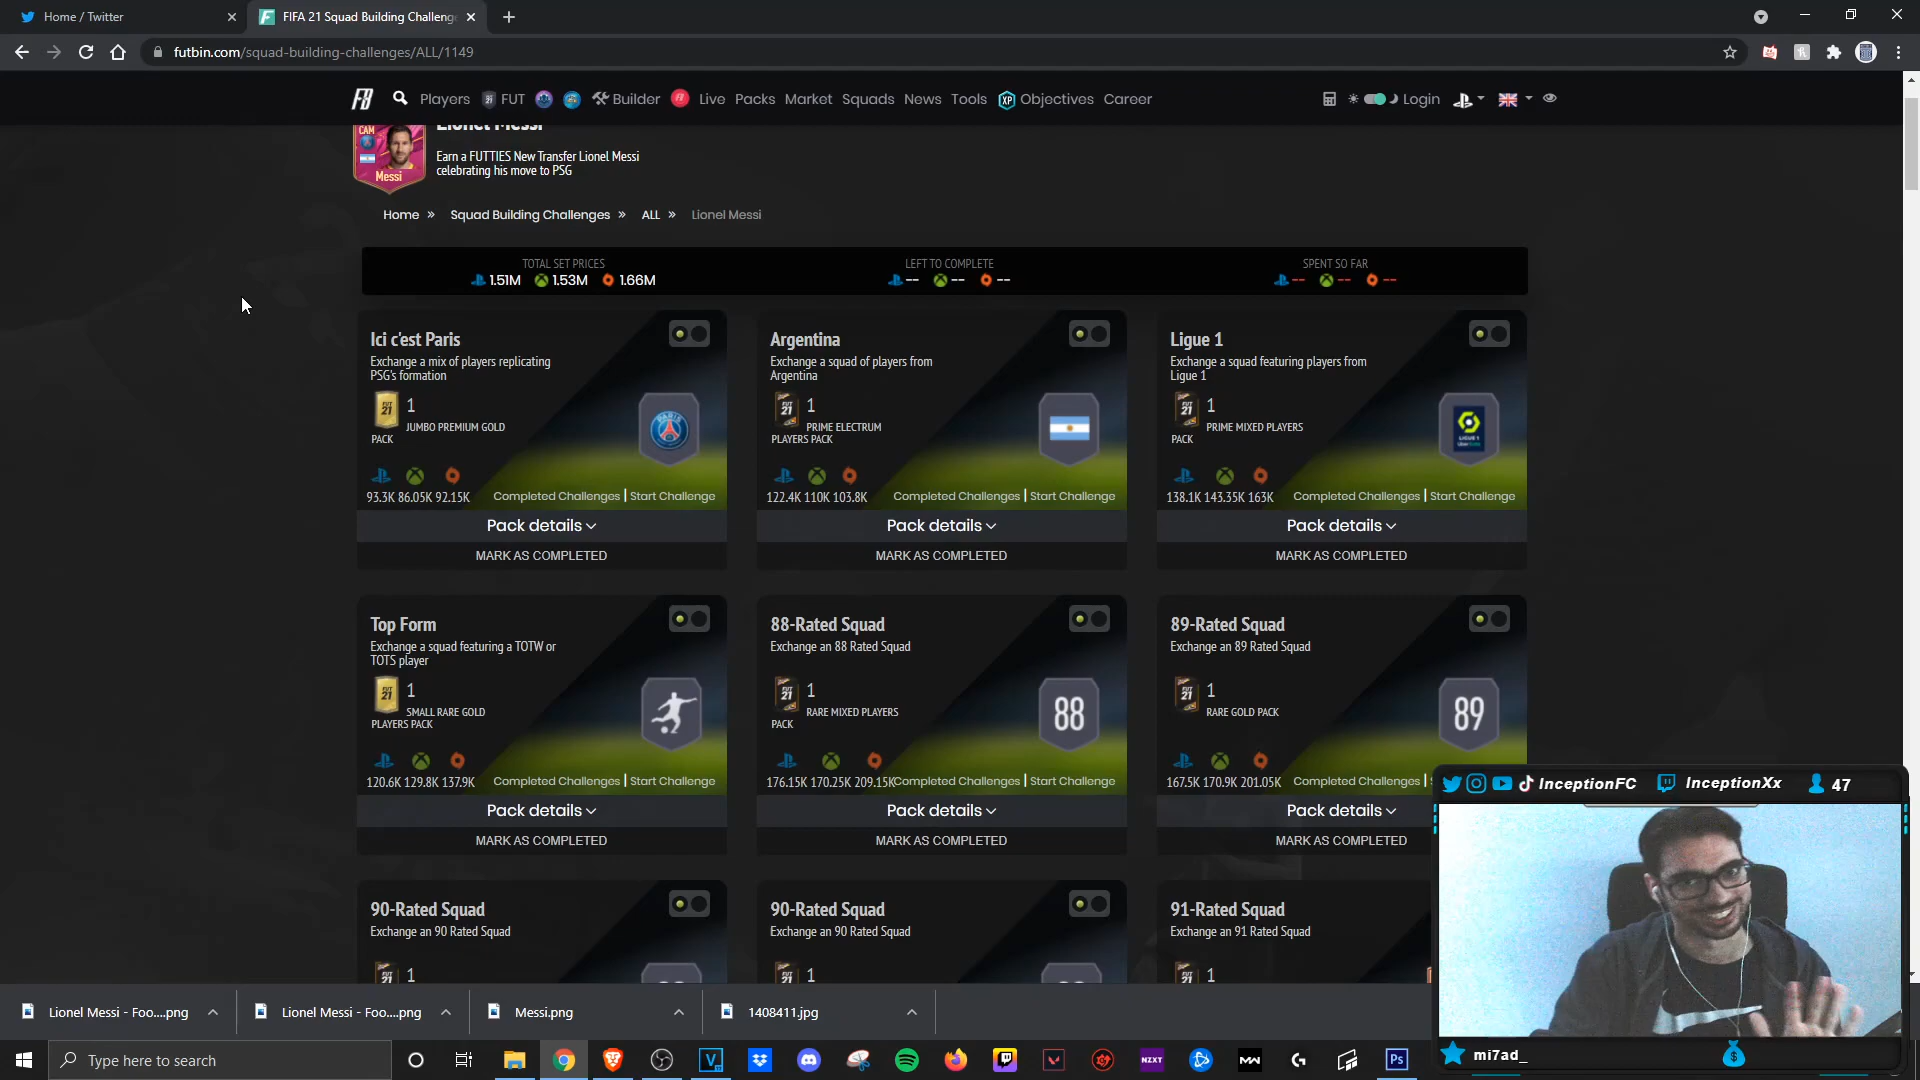 Home / Twitter
FIFA 21 Squad Building Challenge
futbin.com/squad-building-challenges/ALL/1149
Players FUT Builder Live Packs Market Squads News Tools XP Objectives Career Login
CAM
Messi
Lionel Messi
Earn a FUTTIES New Transfer Lionel Messi
celebrating his move to PSG
Home » Squad Building Challenges » ALL » Lionel Messi
TOTAL SET PRICES
1.51M 1.53M 1.66M
LEFT TO COMPLETE
-- -- --
SPENT SO FAR
-- -- --
Ici c'est Paris
Exchange a mix of players replicating
PSG's formation
1
JUMBO PREMIUM GOLD
PACK
93.3K 86.05K 92.15K
Completed Challenges | Start Challenge
Pack details
MARK AS COMPLETED
Argentina
Exchange a squad of players from
Argentina
1
PRIME ELECTRUM
PLAYERS PACK
122.4K 110K 103.8K
Completed Challenges | Start Challenge
Pack details
MARK AS COMPLETED
Ligue 1
Exchange a squad featuring players from
Ligue 1
1
PRIME MIXED PLAYERS
PACK
138.1K 143.35K 163K
Completed Challenges | Start Challenge
Pack details
MARK AS COMPLETED
Top Form
Exchange a squad featuring a TOTW or
TOTS player
1
SMALL RARE GOLD
PLAYERS PACK
120.6K 129.8K 137.9K
Completed Challenges | Start Challenge
Pack details
MARK AS COMPLETED
88-Rated Squad
Exchange an 88 Rated Squad
1
RARE MIXED PLAYERS
PACK
88
176.15K 170.25K 209.15K
Completed Challenges | Start Challenge
Pack details
MARK AS COMPLETED
89-Rated Squad
Exchange an 89 Rated Squad
1
RARE GOLD PACK
89
167.5K 170.9K 201.05K
Completed Challenges | Start Challenge
Pack details
MARK AS COMPLETED
90-Rated Squad
Exchange an 90 Rated Squad
1
90-Rated Squad
Exchange an 90 Rated Squad
1
91-Rated Squad
Exchange an 91 Rated Squad
1
InceptionFC InceptionXx 47
mi7ad_
Lionel Messi - Foo....png
Lionel Messi - Foo....png
Messi.png
1408411.jpg
Type here to search
NZXT
MW
Ps